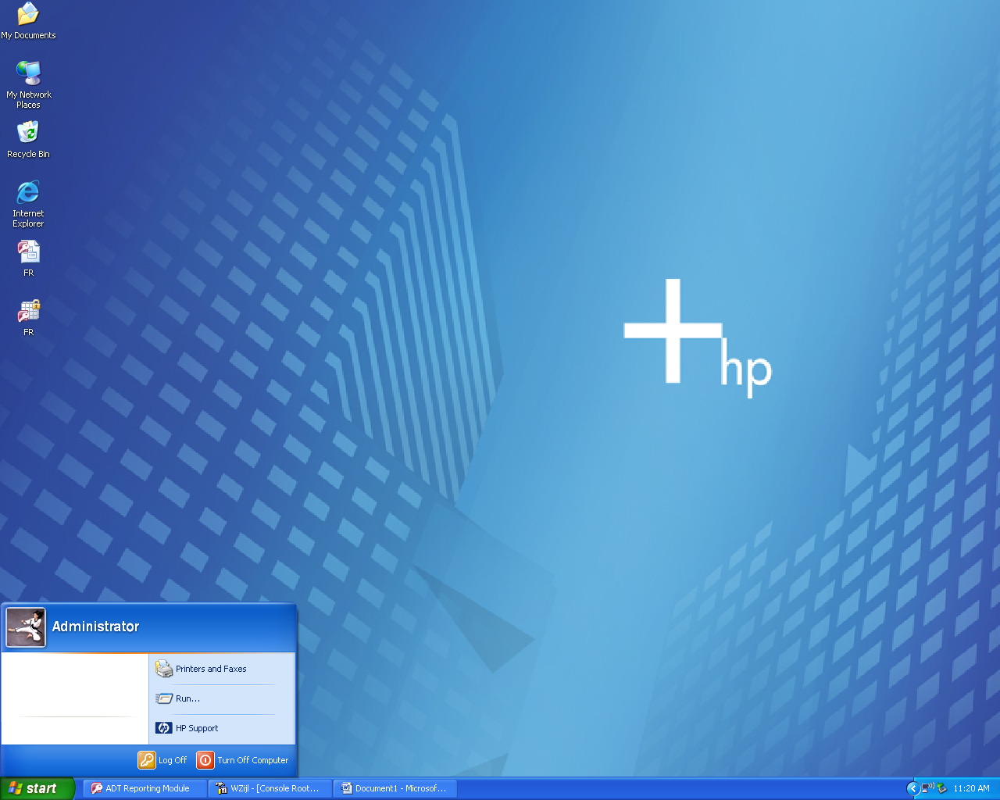 My Documents
My Network
Places
Recycle Bin
Internet
Explorer
FR
FR
hp
Administrator
Printers and Faxes
Run...
HP Support
Log Off
Turn Off Computer
start
ADT Reporting Module
WZijl - [Console Root...
Document1 - Microsof...
11:20 AM